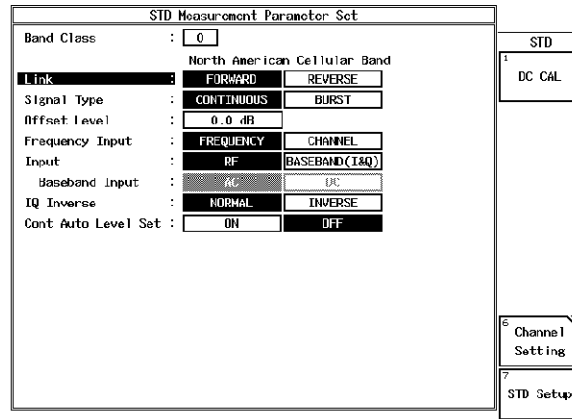 STD Measurement Parameter Set
Band Class : 0
North American Cellular Band
Link : FORWARD REVERSE
Signal Type : CONTINUOUS BURST
Offset Level : 0.0 dB
Frequency Input : FREQUENCY CHANNEL
Input : RF BASEBAND(I&Q)
Baseband Input : AC DC
IQ Inverse : NORMAL INVERSE
Cont Auto Level Set : ON OFF
STD
1
DC CAL
6
Channel
Setting
7
STD Setup